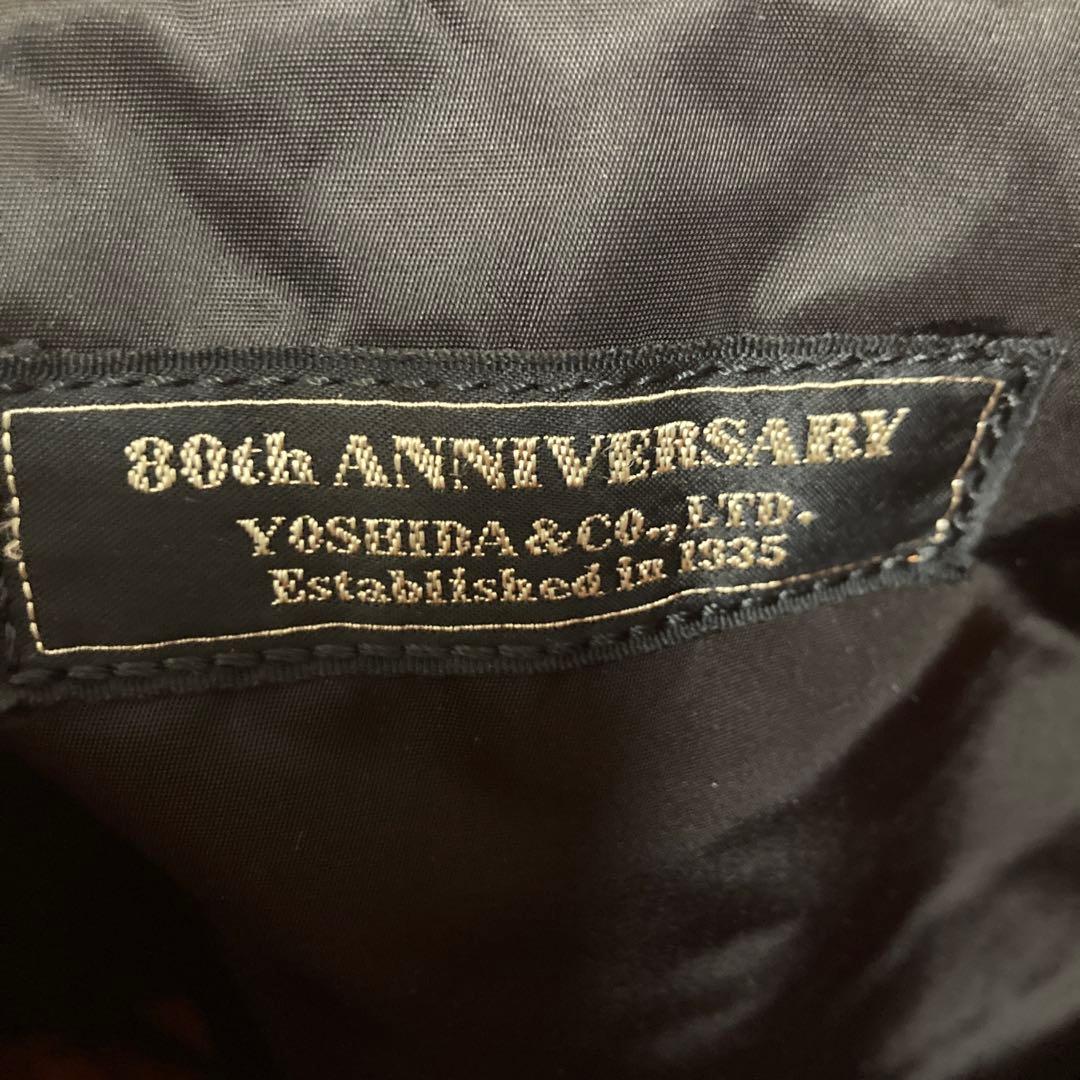 80th ANNIVERSARY
YOSHIDA & CO., LTD.
Established in 1935